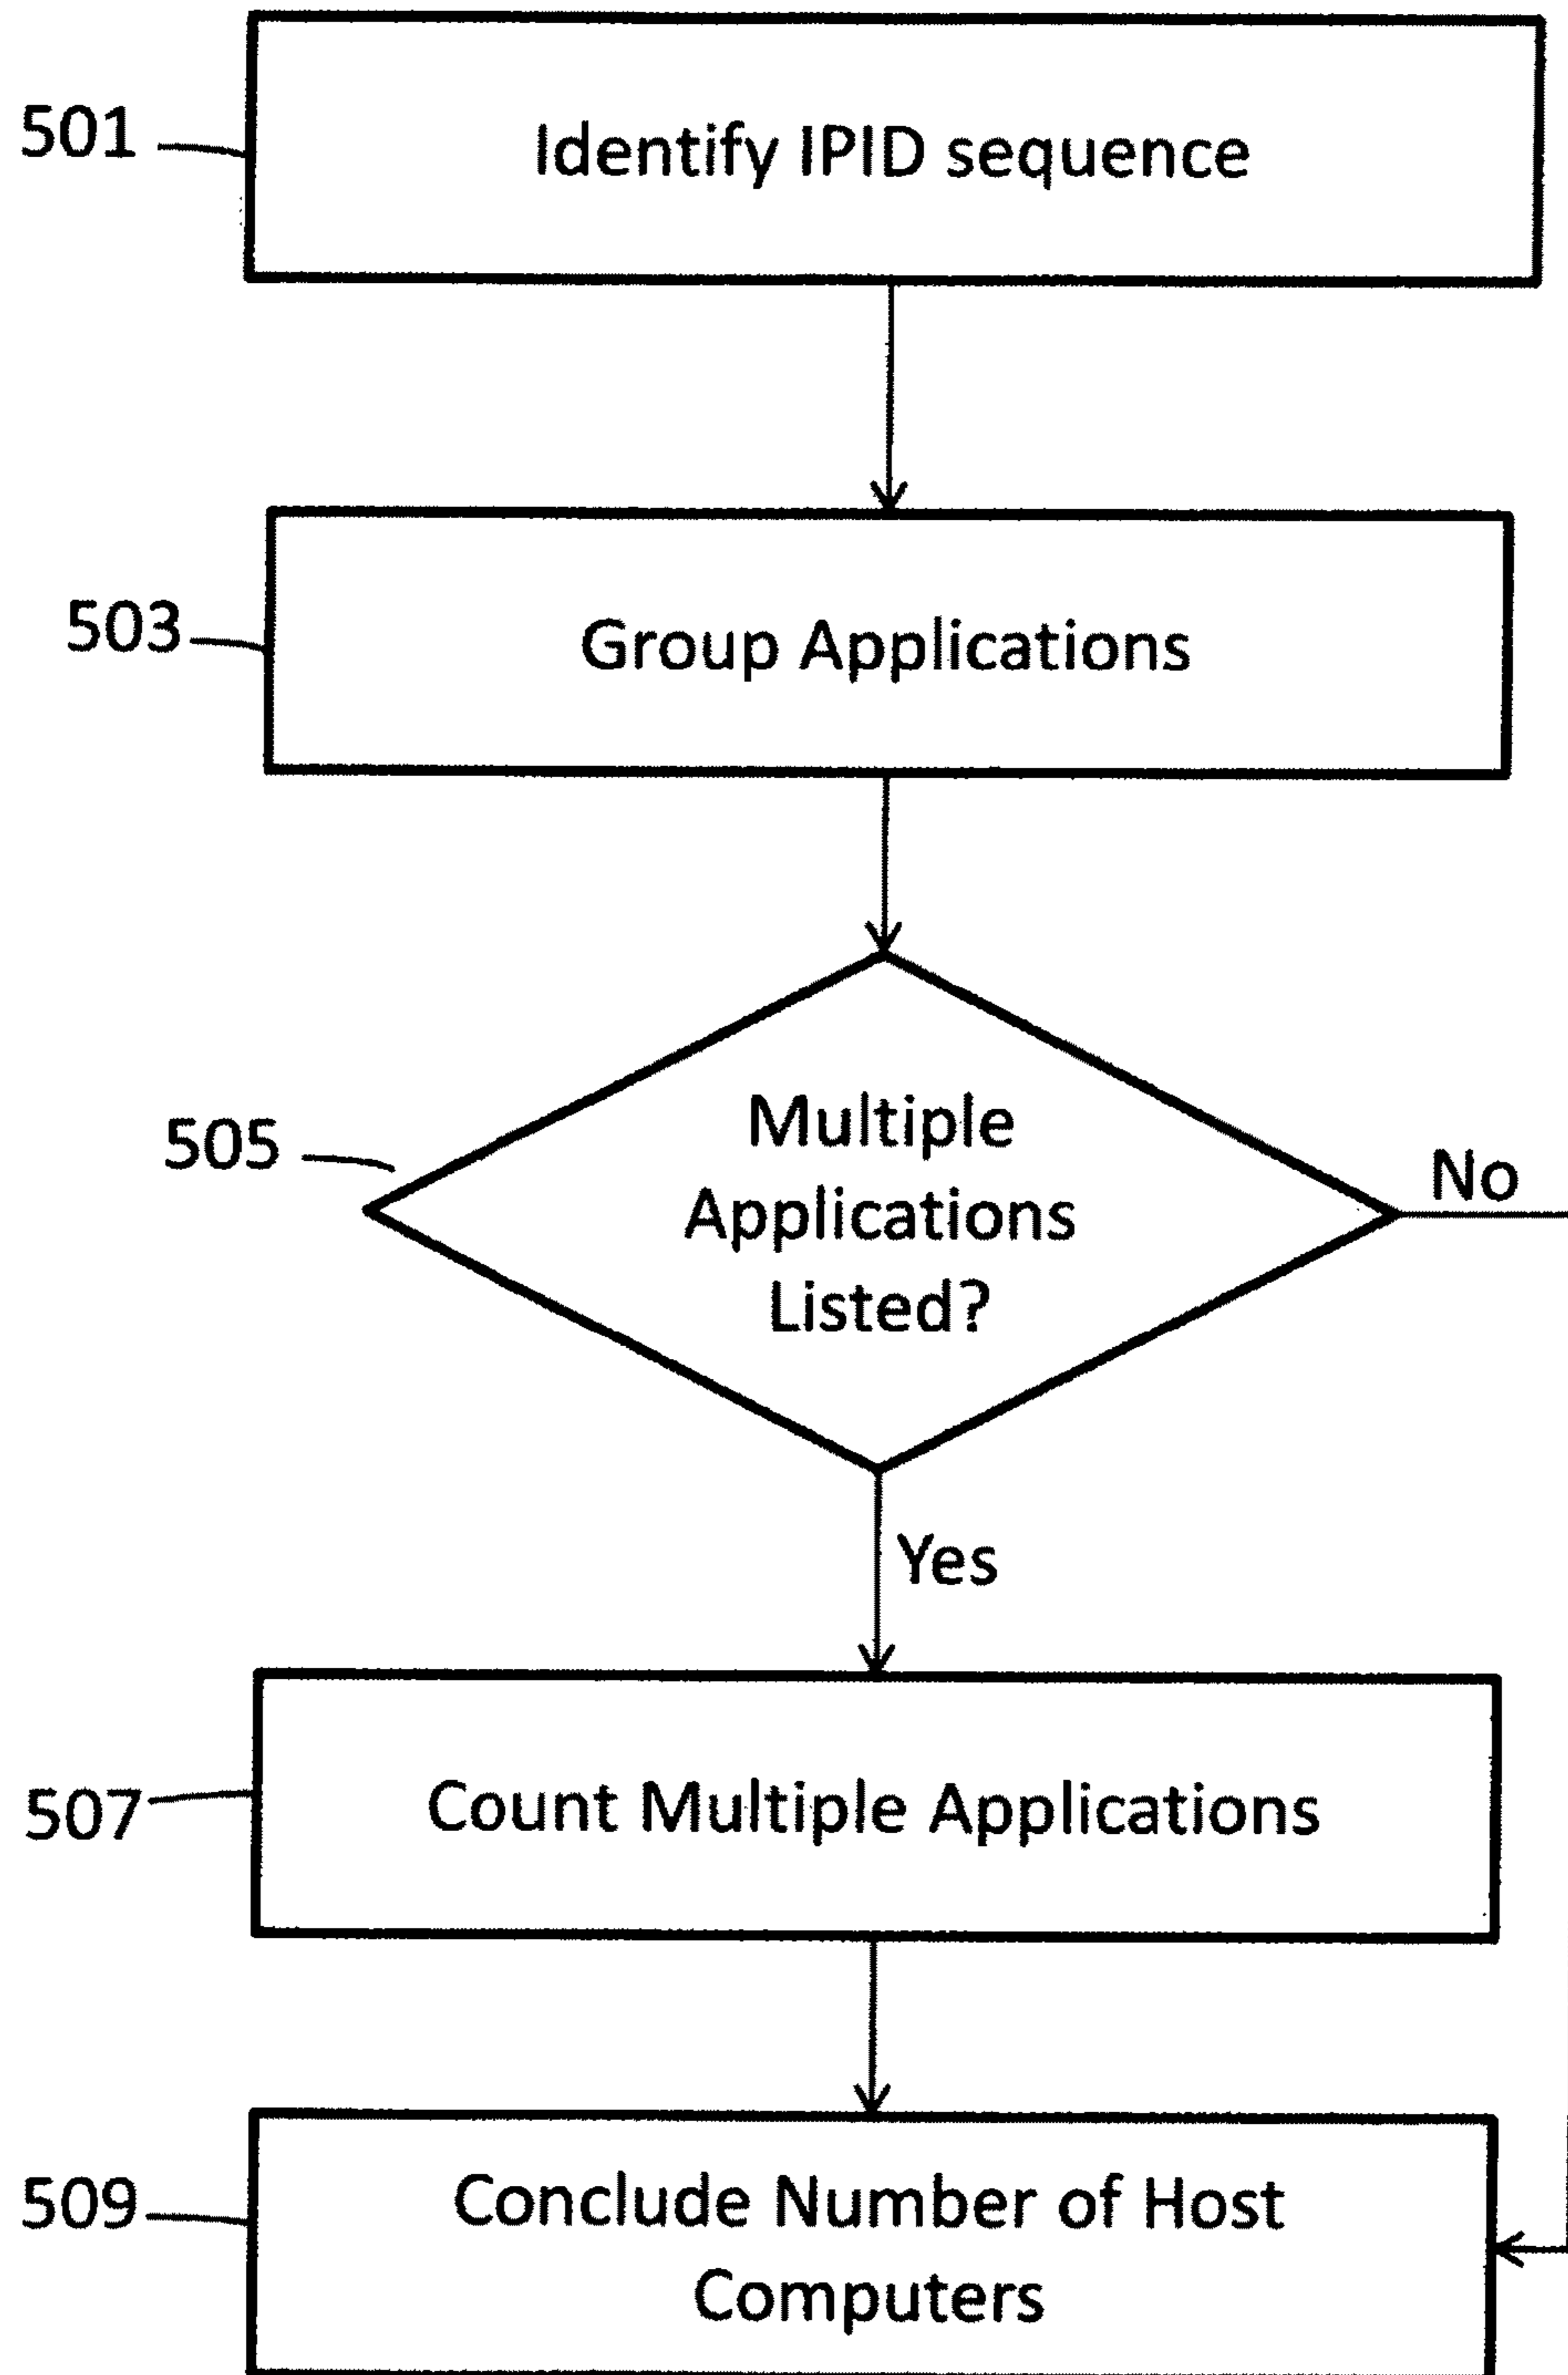 501
Identify IPID sequence
503
Group Applications
505
Multiple
Applications
Listed?
No
Yes
507
Count Multiple Applications
509
Conclude Number of Host
Computers